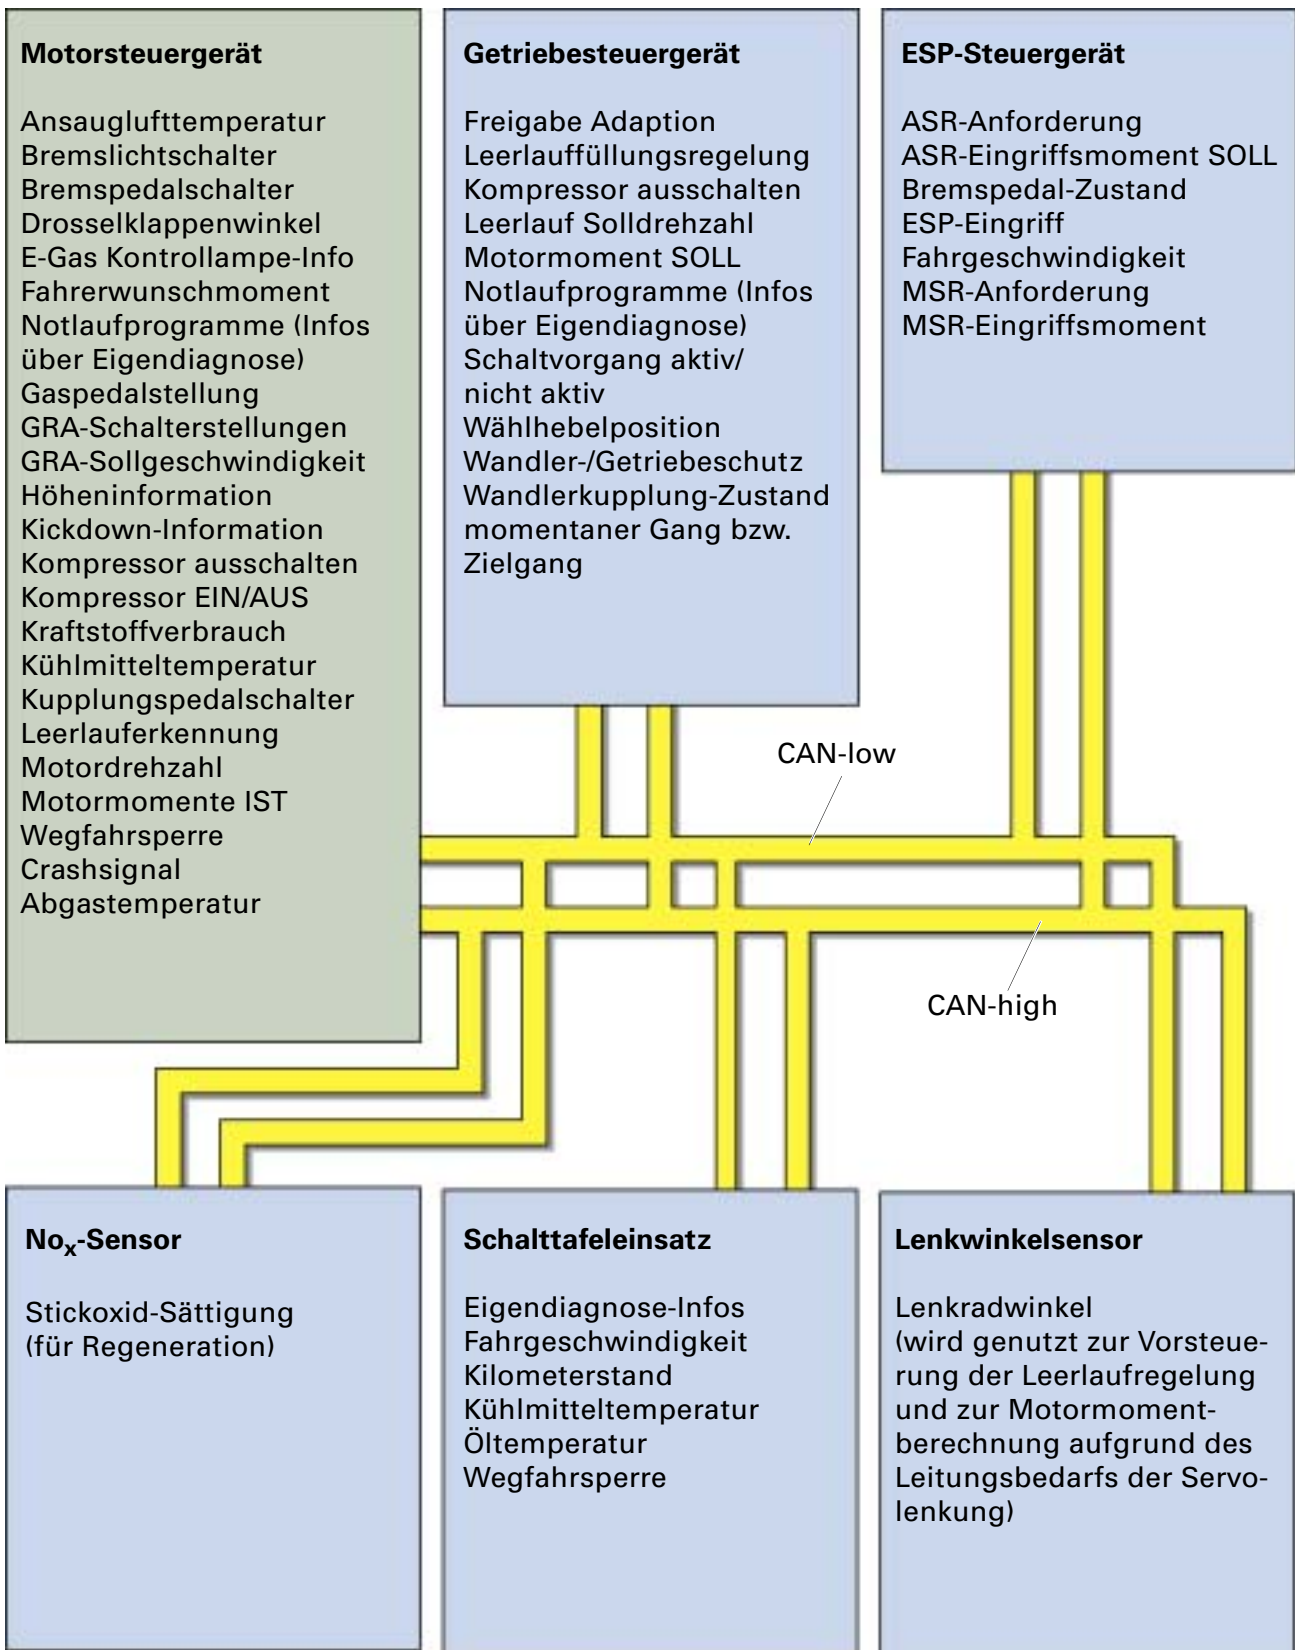 Motorsteuergerät
Ansauglufttemperatur
Bremslichtschalter
Bremspedalschalter
Drosselklappenwinkel
E-Gas Kontrollampe-Info
Fahrerwunschmoment
Notlaufprogramme (Infos
über Eigendiagnose)
Gaspedalstellung
GRA-Schalterstellungen
GRA-Sollgeschwindigkeit
Höheninformation
Kickdown-Information
Kompressor ausschalten
Kompressor EIN/AUS
Kraftstoffverbrauch
Kühlmitteltemperatur
Kupplungspedalschalter
Leerlauferkennung
Motordrehzahl
Motormomente IST
Wegfahrsperre
Crashsignal
Abgastemperatur
Getriebesteuergerät
Freigabe Adaption
Leerlauffüllungsregelung
Kompressor ausschalten
Leerlauf Solldrehzahl
Motormoment SOLL
Notlaufprogramme (Infos
über Eigendiagnose)
Schaltvorgang aktiv/
nicht aktiv
Wählhebelposition
Wandler-/Getriebeschutz
Wandlerkupplung-Zustand
momentaner Gang bzw.
Zielgang
ESP-Steuergerät
ASR-Anforderung
ASR-Eingriffsmoment SOLL
Bremspedal-Zustand
ESP-Eingriff
Fahrgeschwindigkeit
MSR-Anforderung
MSR-Eingriffsmoment
CAN-low
CAN-high
Noₓ-Sensor
Stickoxid-Sättigung
(für Regeneration)
Schalttafeleinsatz
Eigendiagnose-Infos
Fahrgeschwindigkeit
Kilometerstand
Kühlmitteltemperatur
Öltemperatur
Wegfahrsperre
Lenkwinkelsensor
Lenkradwinkel
(wird genutzt zur Vorsteue-
rung der Leerlaufregelung
und zur Motormoment-
berechnung aufgrund des
Leitungsbedarfs der Servo-
lenkung)